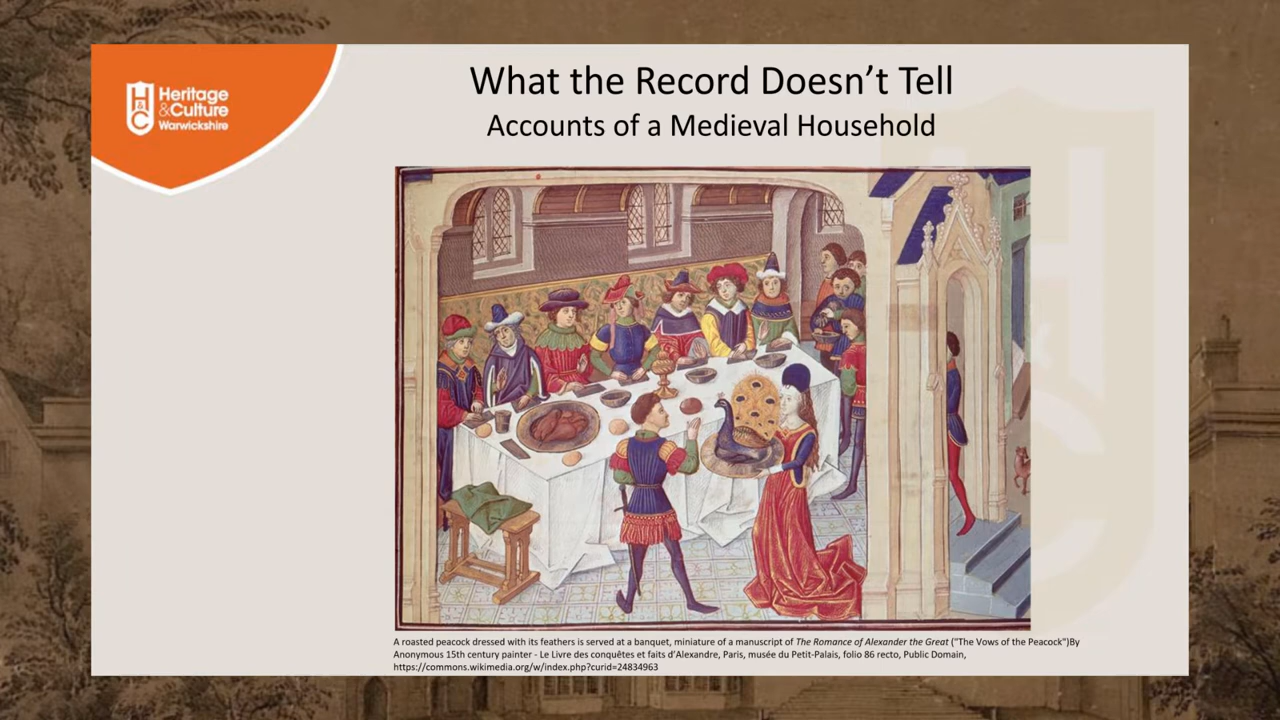 Heritage
&Culture
Warwickshire
What the Record Doesn’t Tell
Accounts of a Medieval Household
A roasted peacock dressed with its feathers is served at a banquet, miniature of a manuscript of The Romance of Alexander the Great ("The Vows of the Peacock")By
Anonymous 15th century painter - Le Livre des conquêtes et faits d’Alexandre, Paris, musée du Petit-Palais, folio 86 recto, Public Domain,
https://commons.wikimedia.org/w/index.php?curid=24834963